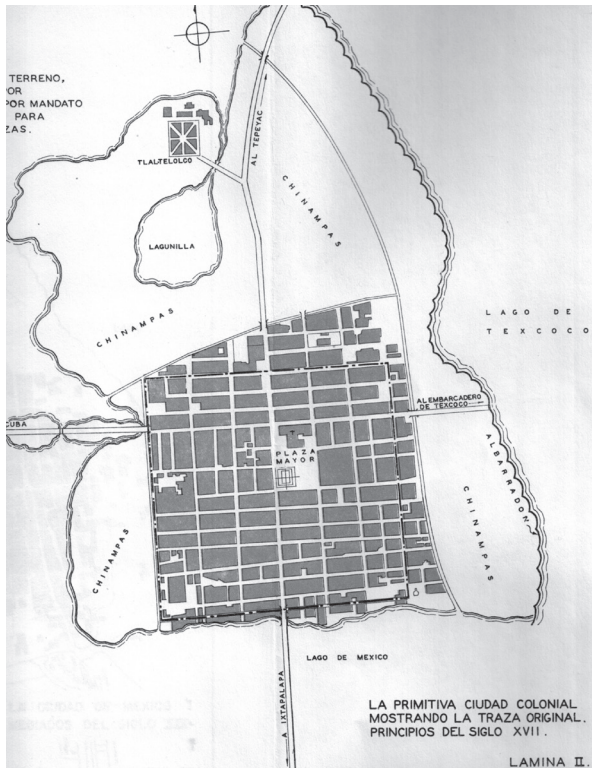 TERRENO,
POR
POR MANDATO
PARA
ZAS.
TLALTELOLCO
AL TEPEYAC
CHINAMPAS
LAGUNILLA
CHINAMPAS
LAGO DE
TEXCOCO
CUBA
AL EMBARCADERO
DE TEXCOCO
PLAZA
MAYOR
ALBARRADON
CHINAMPAS
CHINAMPAS
LAGO DE MEXICO
A IXTAPALAPA
LA PRIMITIVA CIUDAD COLONIAL
MOSTRANDO LA TRAZA ORIGINAL.
PRINCIPIOS DEL SIGLO XVII.
LAMINA II.